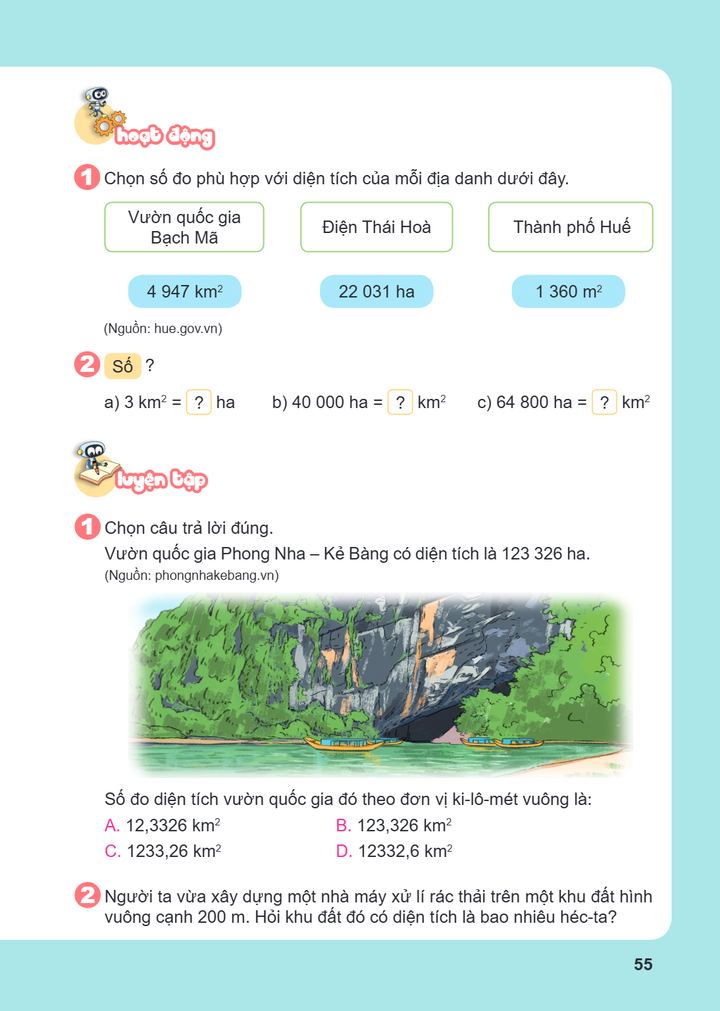 hoạt động
1 Chọn số đo phù hợp với diện tích của mỗi địa danh dưới đây.
Vườn quốc gia
Bạch Mã
Điện Thái Hoà
Thành phố Huế
4 947 km²
22 031 ha
1 360 m²
(Nguồn: hue.gov.vn)
2 Số ?
a) 3 km² = ? ha
b) 40 000 ha = ? km²
c) 64 800 ha = ? km²
luyện tập
1 Chọn câu trả lời đúng.
Vườn quốc gia Phong Nha – Kẻ Bàng có diện tích là 123 326 ha.
(Nguồn: phongnhakebang.vn)
Số đo diện tích vườn quốc gia đó theo đơn vị ki-lô-mét vuông là:
A. 12,3326 km²
B. 123,326 km²
C. 1233,26 km²
D. 12332,6 km²
2 Người ta vừa xây dựng một nhà máy xử lí rác thải trên một khu đất hình
vuông cạnh 200 m. Hỏi khu đất đó có diện tích là bao nhiêu héc-ta?
55